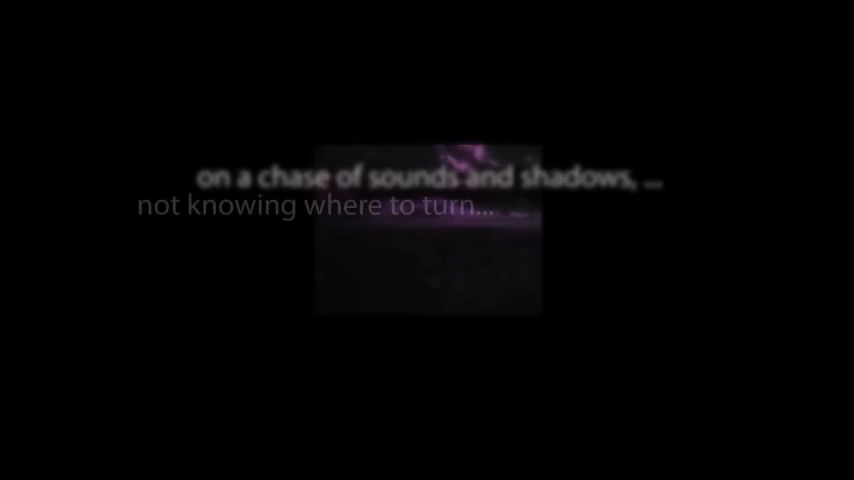 on a chase of sounds and shadows, ...
not knowing where to turn...